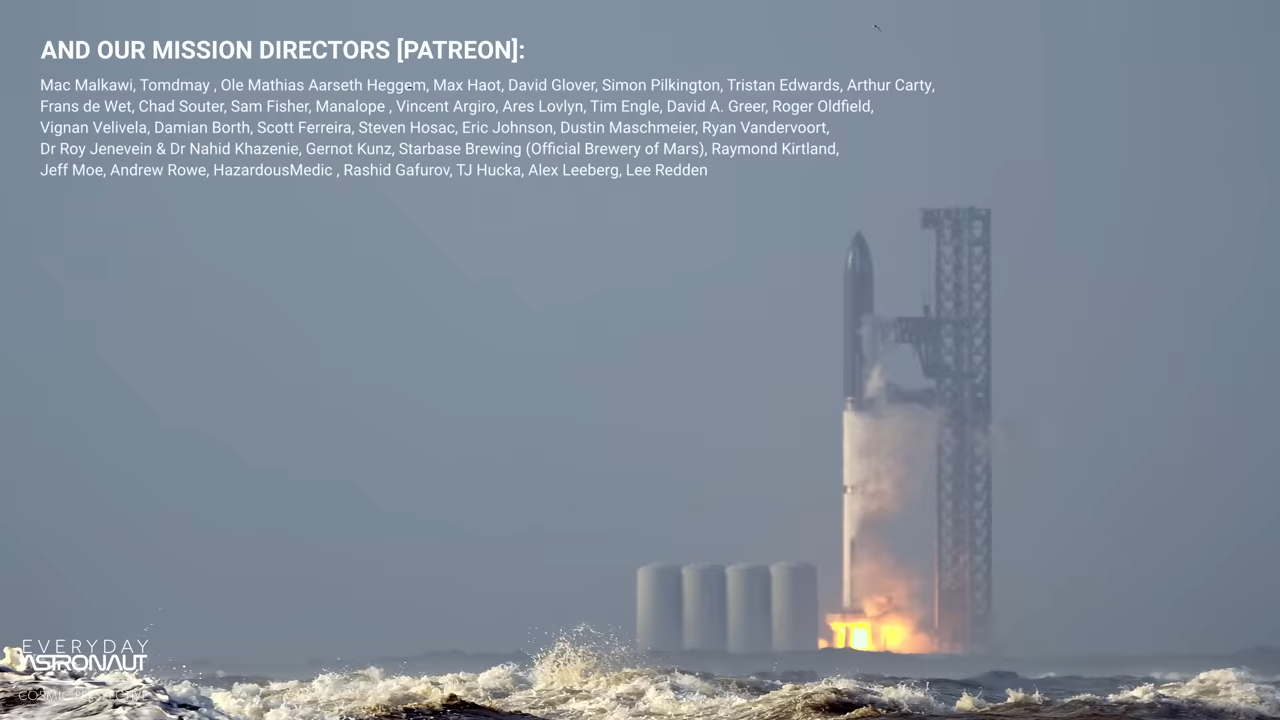 AND OUR MISSION DIRECTORS [PATREON]:
Mac Malkawi, Tomdmay , Ole Mathias Aarseth Heggem, Max Haot, David Glover, Simon Pilkington, Tristan Edwards, Arthur Carty,
Frans de Wet, Chad Souter, Sam Fisher, Manalope , Vincent Argiro, Ares Lovlyn, Tim Engle, David A. Greer, Roger Oldfield,
Vignan Velivela, Damian Borth, Scott Ferreira, Steven Hosac, Eric Johnson, Dustin Maschmeier, Ryan Vandervoort,
Dr Roy Jenevein & Dr Nahid Khazenie, Gernot Kunz, Starbase Brewing (Official Brewery of Mars), Raymond Kirtland,
Jeff Moe, Andrew Rowe, HazardousMedic , Rashid Gafurov, TJ Hucka, Alex Leeberg, Lee Redden
EVERYDAY
ASTRONAUT
COSMIC PERSPECTIVE